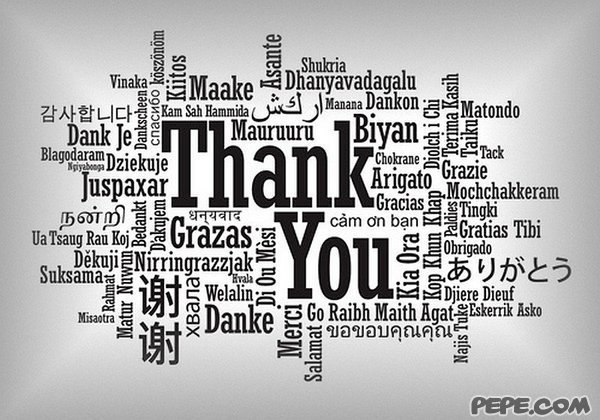 Shukria
Vinaka
спасибо
köszönöm
Kiitos
Maake
Asante
Dhanyavadagalu
감사합니다
Dankscheen
Kam Sah Hammida
Manana
Dankon
Diolch i Chi
Terima Kasih
Taiku
Matondo
Dank Je
Mauruuru
Biyan
Blagodaram
Ngiyabonga
Dziekuje
Thank
Chokrane
Tack
Grazie
Juspaxar
Arigato
Mochchakkeram
நன்றி
Bedankt
Dakujem
धन्यवाद
Gracias
Paldies
Tingki
You
cảm ơn bạn
Gratias Tibi
Ua Tsaug Rau Koj
Grazas
Di Ou Mèsi
Kia Ora
Kop Khun Khap
Obrigado
Děkuji
Nirringrazzjak
ありがとう
Suksama
Rahmat
Matur Nuwun
谢谢
хвала
Hvala
Welalin
Djiere Dieuf
Misaotra
Danke
Merci
Salamat
Go Raibh Maith Agat
Najis Tuke
Eskerrik Asko
ขอขอบคุณคุณ
PEPE.COM